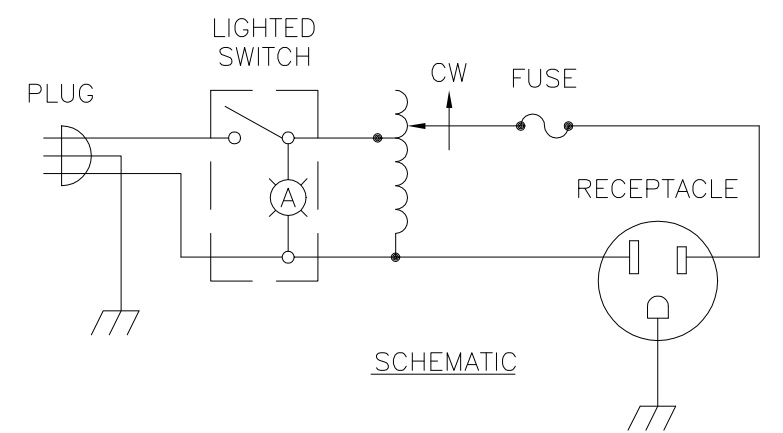 LIGHTED
SWITCH
PLUG
CW
FUSE
RECEPTACLE
A
SCHEMATIC